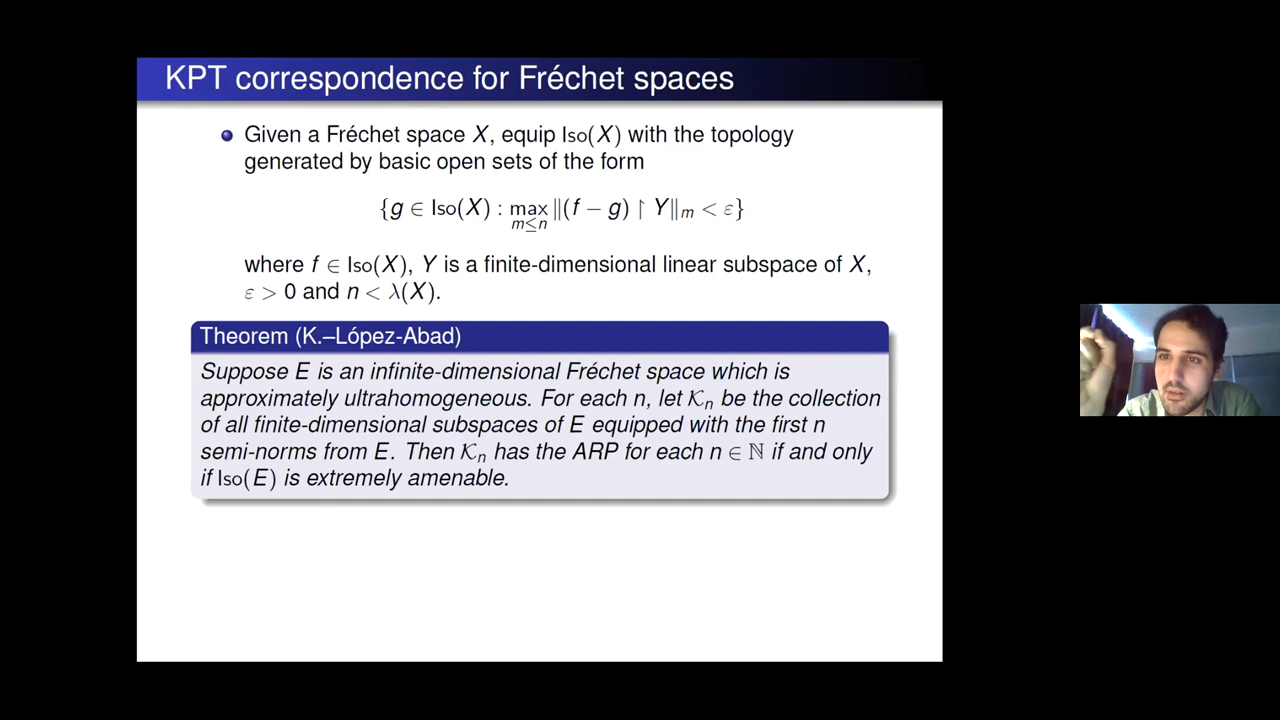 KPT correspondence for Fréchet spaces
Given a Fréchet space X, equip Iso(X) with the topology
generated by basic open sets of the form
{g ∈ Iso(X) : max_{m≤n} ‖(f − g) ↾ Y‖_m < ε}
where f ∈ Iso(X), Y is a finite-dimensional linear subspace of X,
ε > 0 and n < λ(X).
Theorem (K.–López-Abad)
Suppose E is an infinite-dimensional Fréchet space which is
approximately ultrahomogeneous. For each n, let 𝒦_n be the collection
of all finite-dimensional subspaces of E equipped with the first n
semi-norms from E. Then 𝒦_n has the ARP for each n ∈ ℕ if and only
if Iso(E) is extremely amenable.